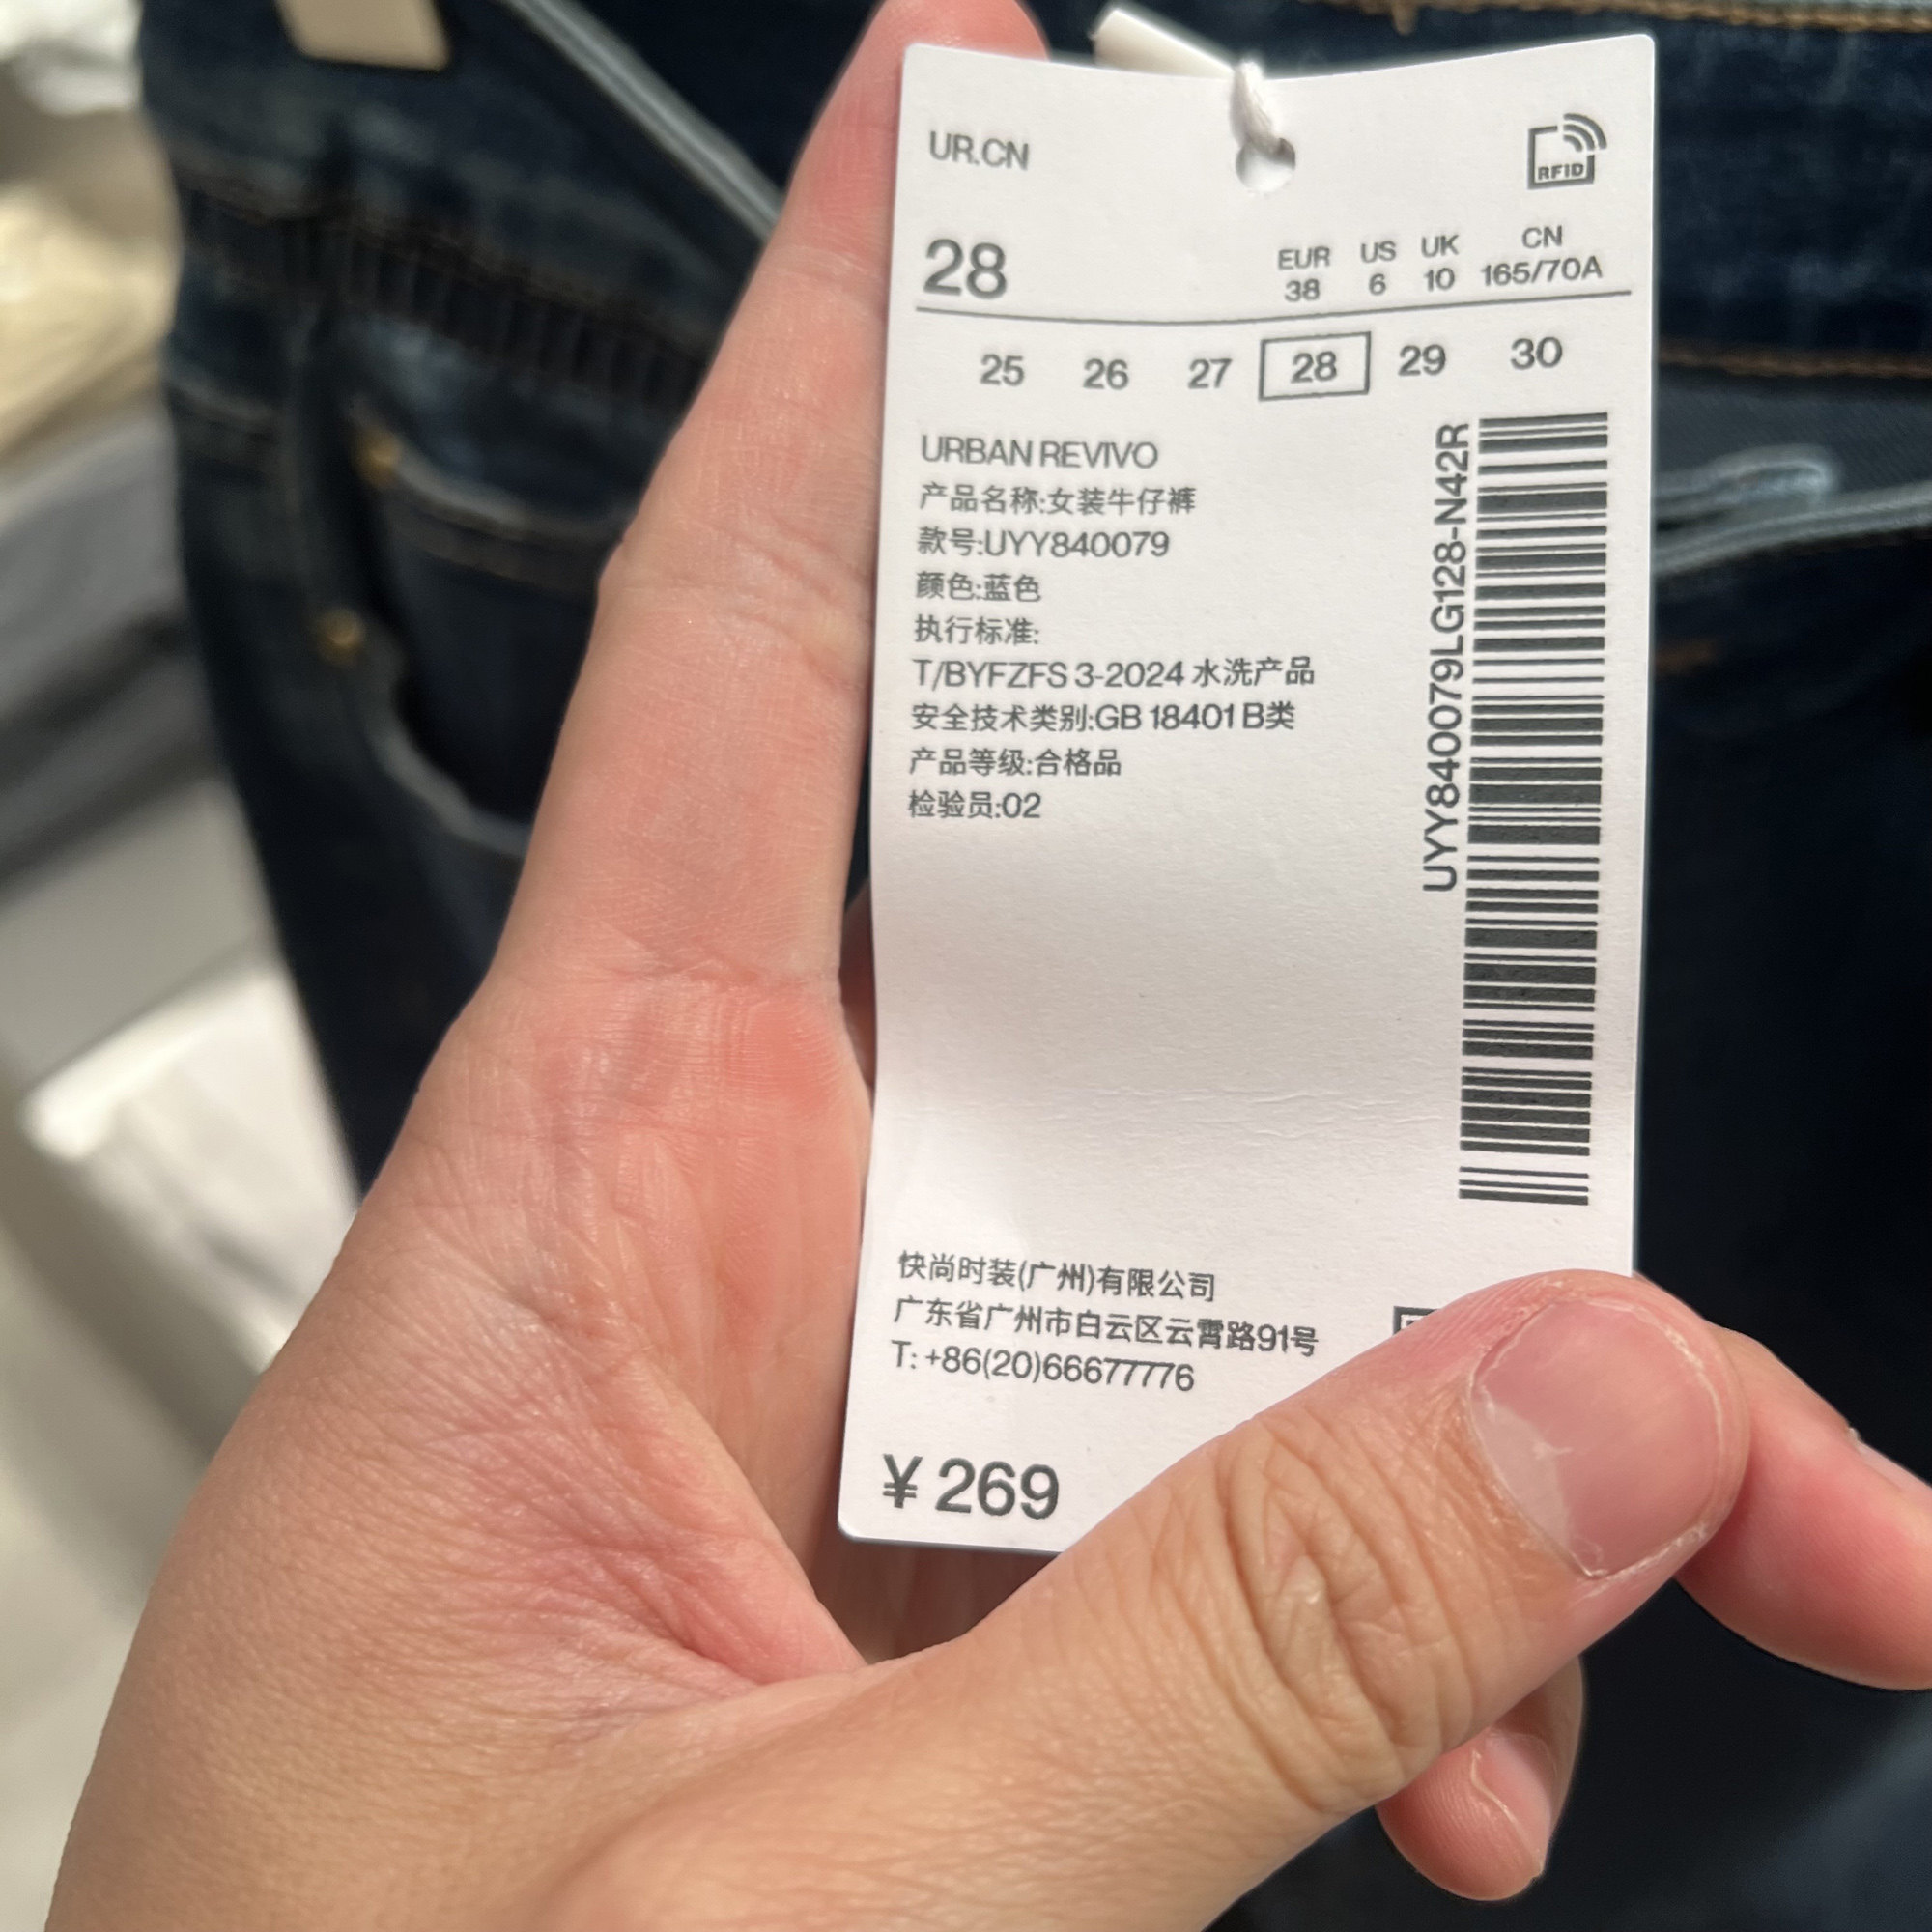 UR.CN
RFID
28
EUR US UK CN
38 6 10 165/70A
25 26 27 28 29 30
URBAN REVIVO
产品名称:女装牛仔裤
款号:UYY840079
颜色:蓝色
执行标准:
T/BYFZFS 3-2024 水洗产品
安全技术类别:GB 18401 B类
产品等级:合格品
检验员:02
UYY840079LG128-N42R
快尚时装(广州)有限公司
广东省广州市白云区云霄路91号
T: +86(20)66677776
¥ 269